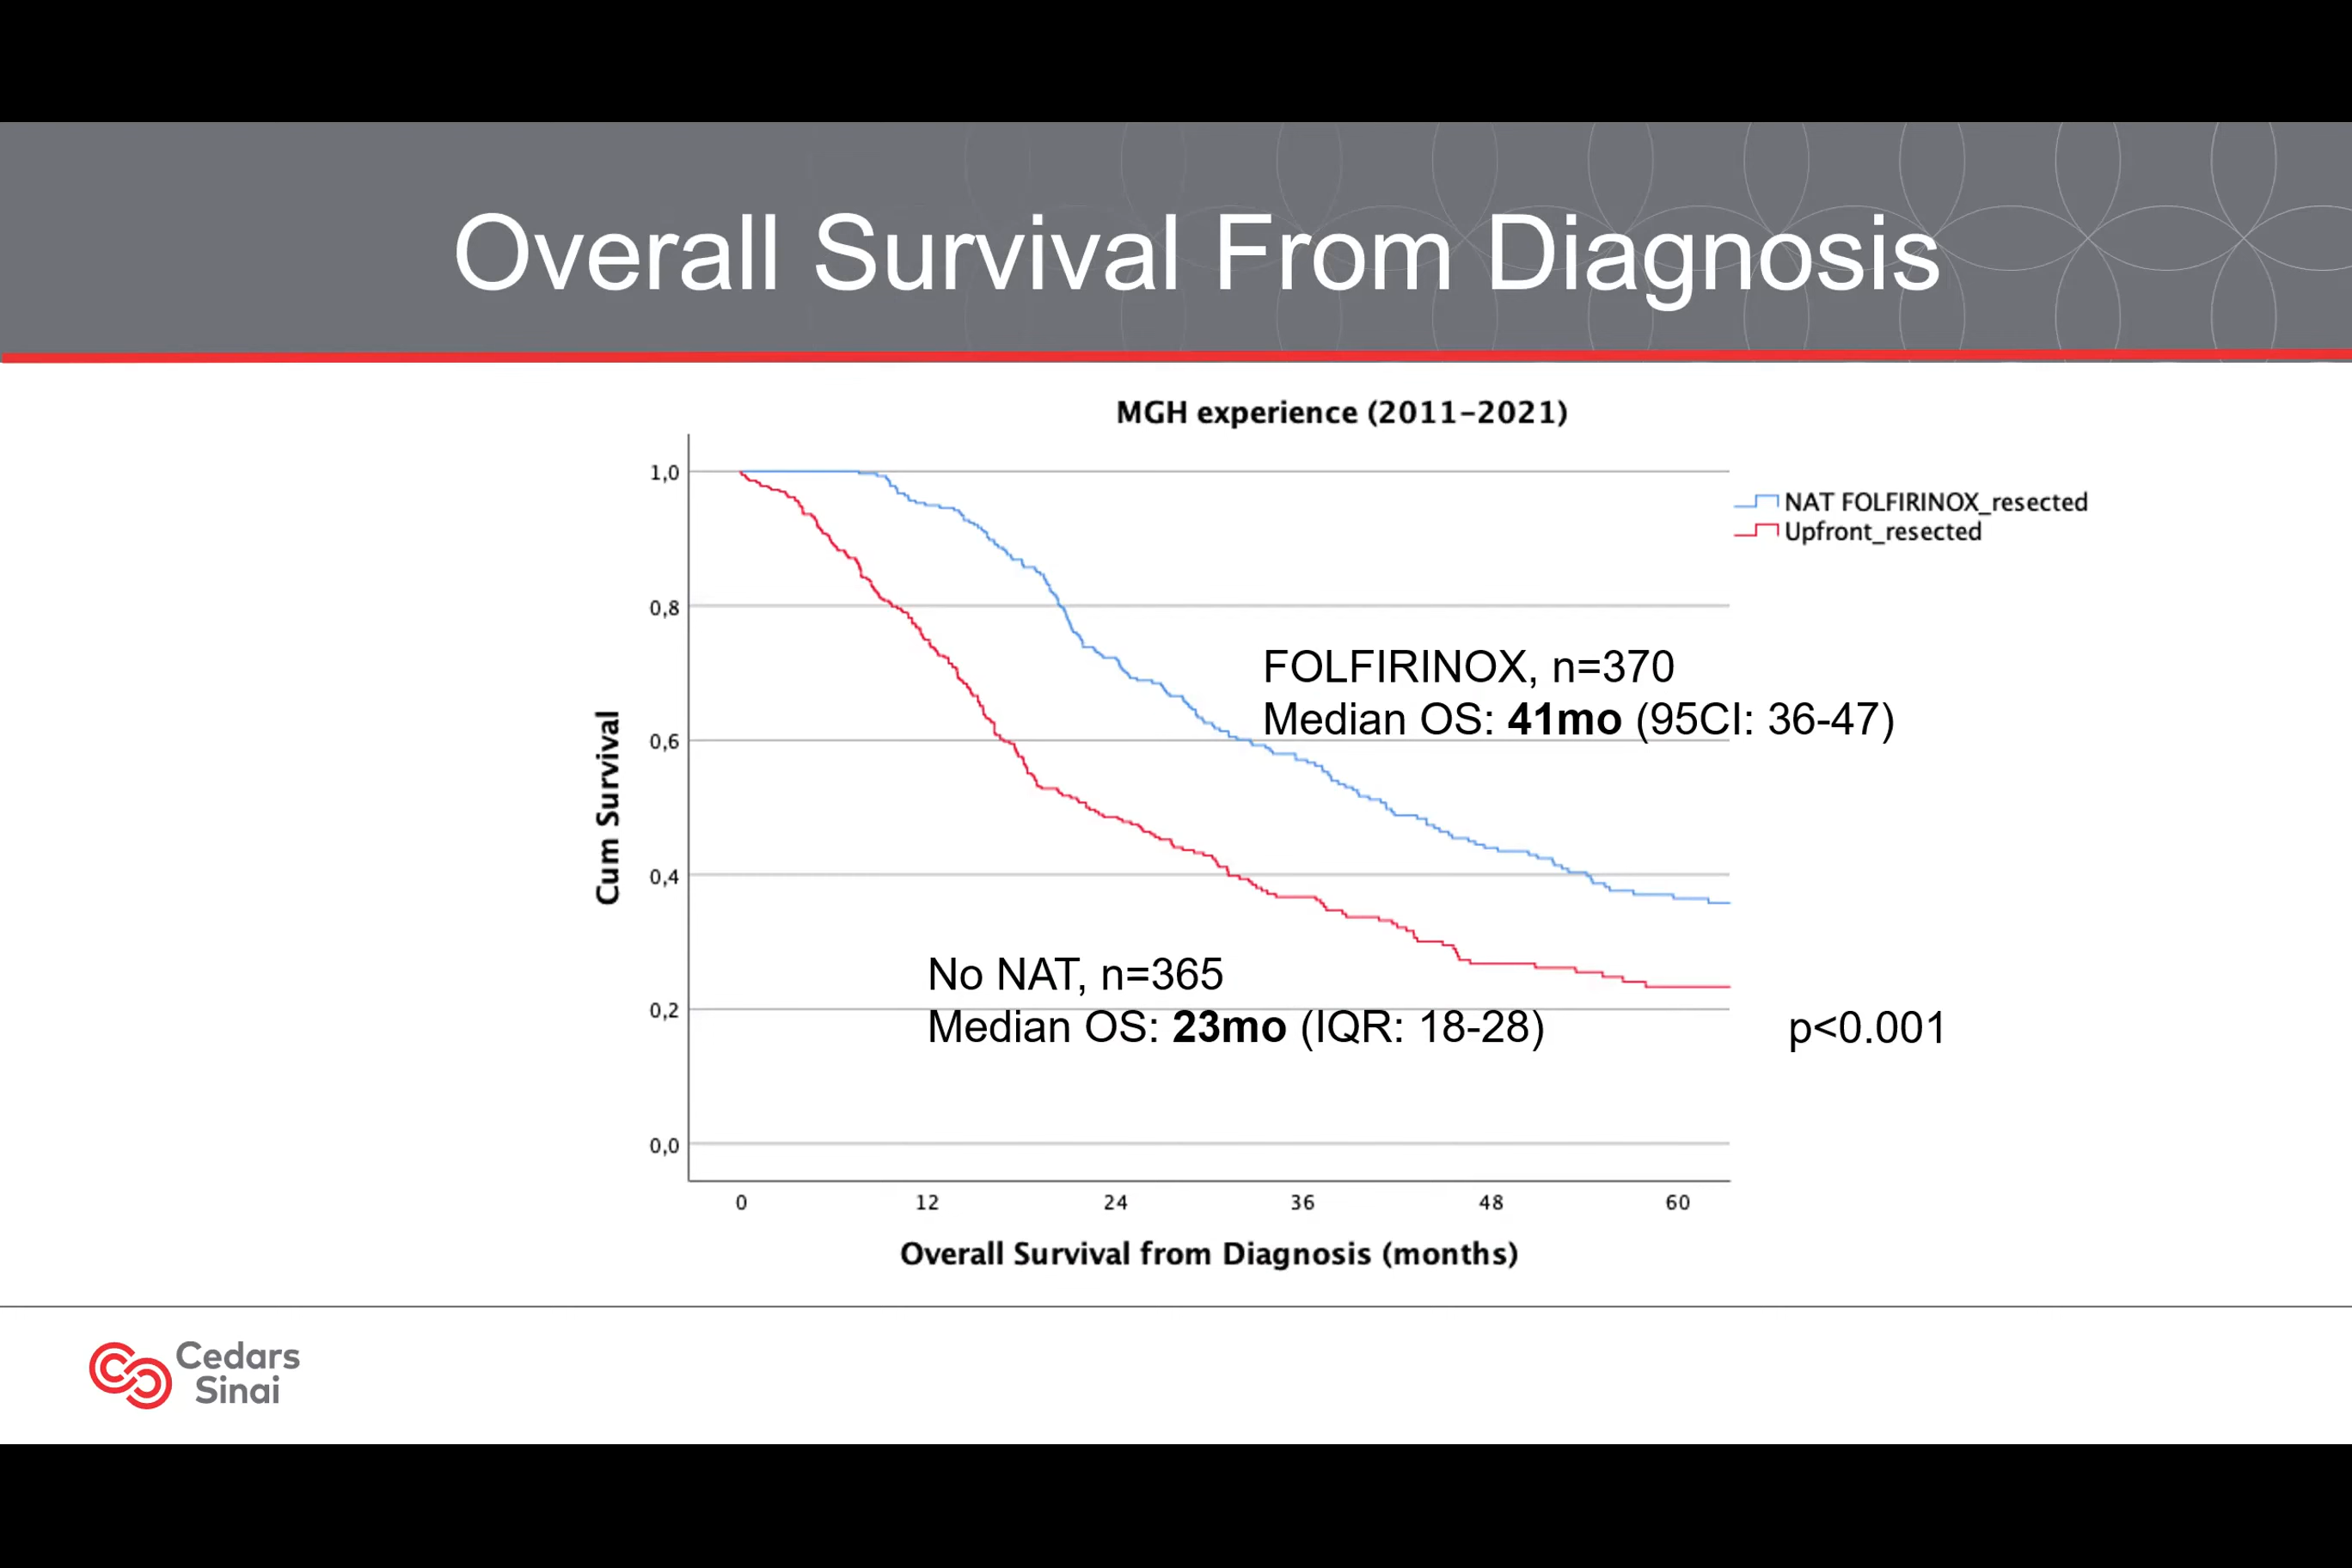 Overall Survival From Diagnosis
MGH experience (2011-2021)
1,0
0,8
0,6
0,4
0,2
0,0
Cum Survival
NAT FOLFIRINOX_resected
Upfront_resected
FOLFIRINOX, n=370
Median OS: 41mo (95CI: 36-47)
No NAT, n=365
Median OS: 23mo (IQR: 18-28)
p<0.001
0 12 24 36 48 60
Overall Survival from Diagnosis (months)
Cedars
Sinai